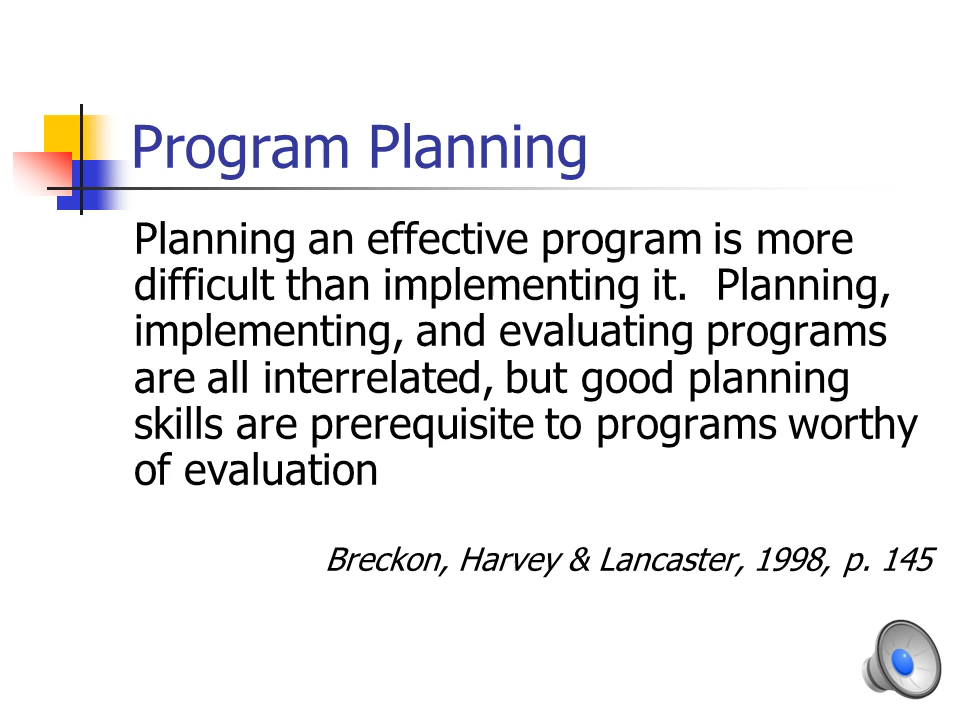 Program Planning
Planning an effective program is more
difficult than implementing it.  Planning,
implementing, and evaluating programs
are all interrelated, but good planning
skills are prerequisite to programs worthy
of evaluation
Breckon, Harvey & Lancaster, 1998, p. 145